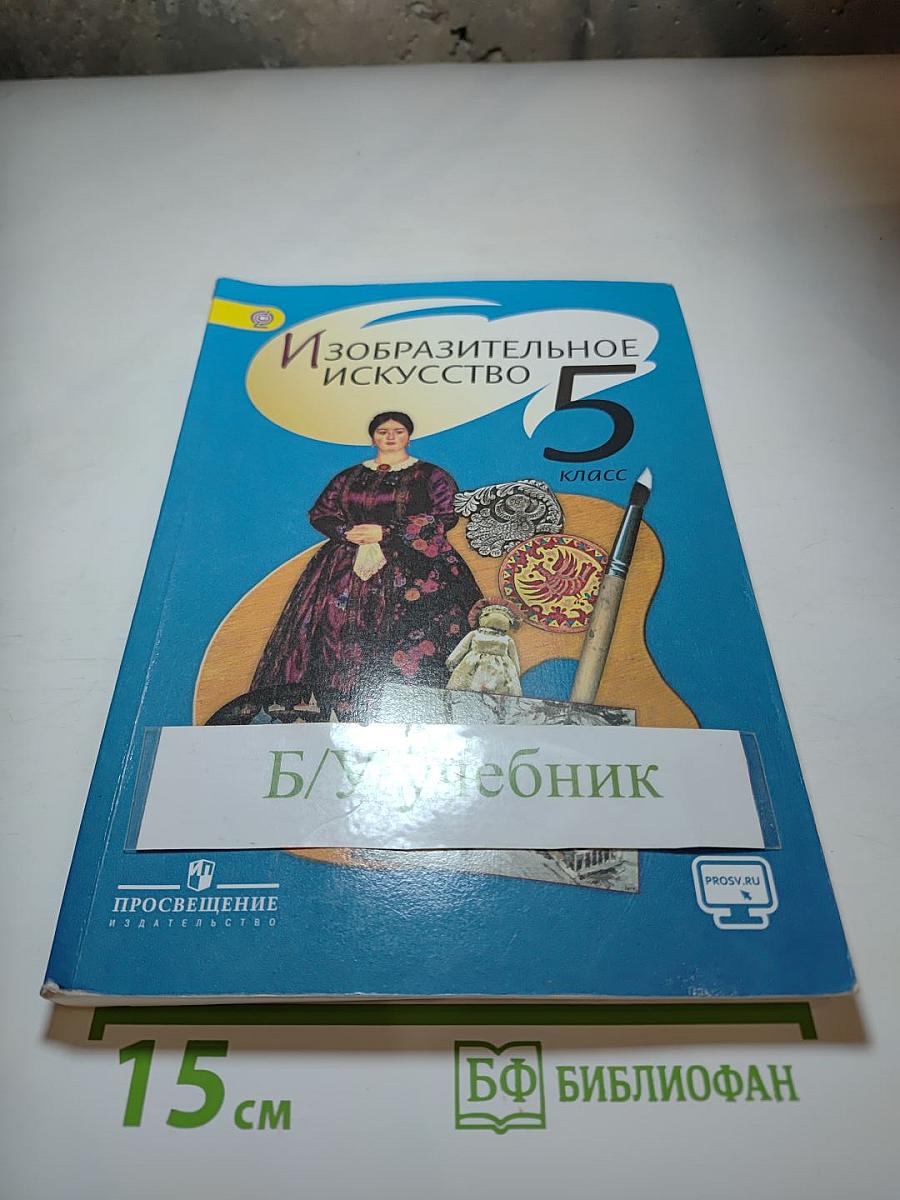 ИЗОБРАЗИТЕЛЬНОЕ
ИСКУССТВО
5
класс
Б/У учебник
ПРОСВЕЩЕНИЕ
ИЗДАТЕЛЬСТВО
PROSV.RU
15 см
БФ БИБЛИОФАН